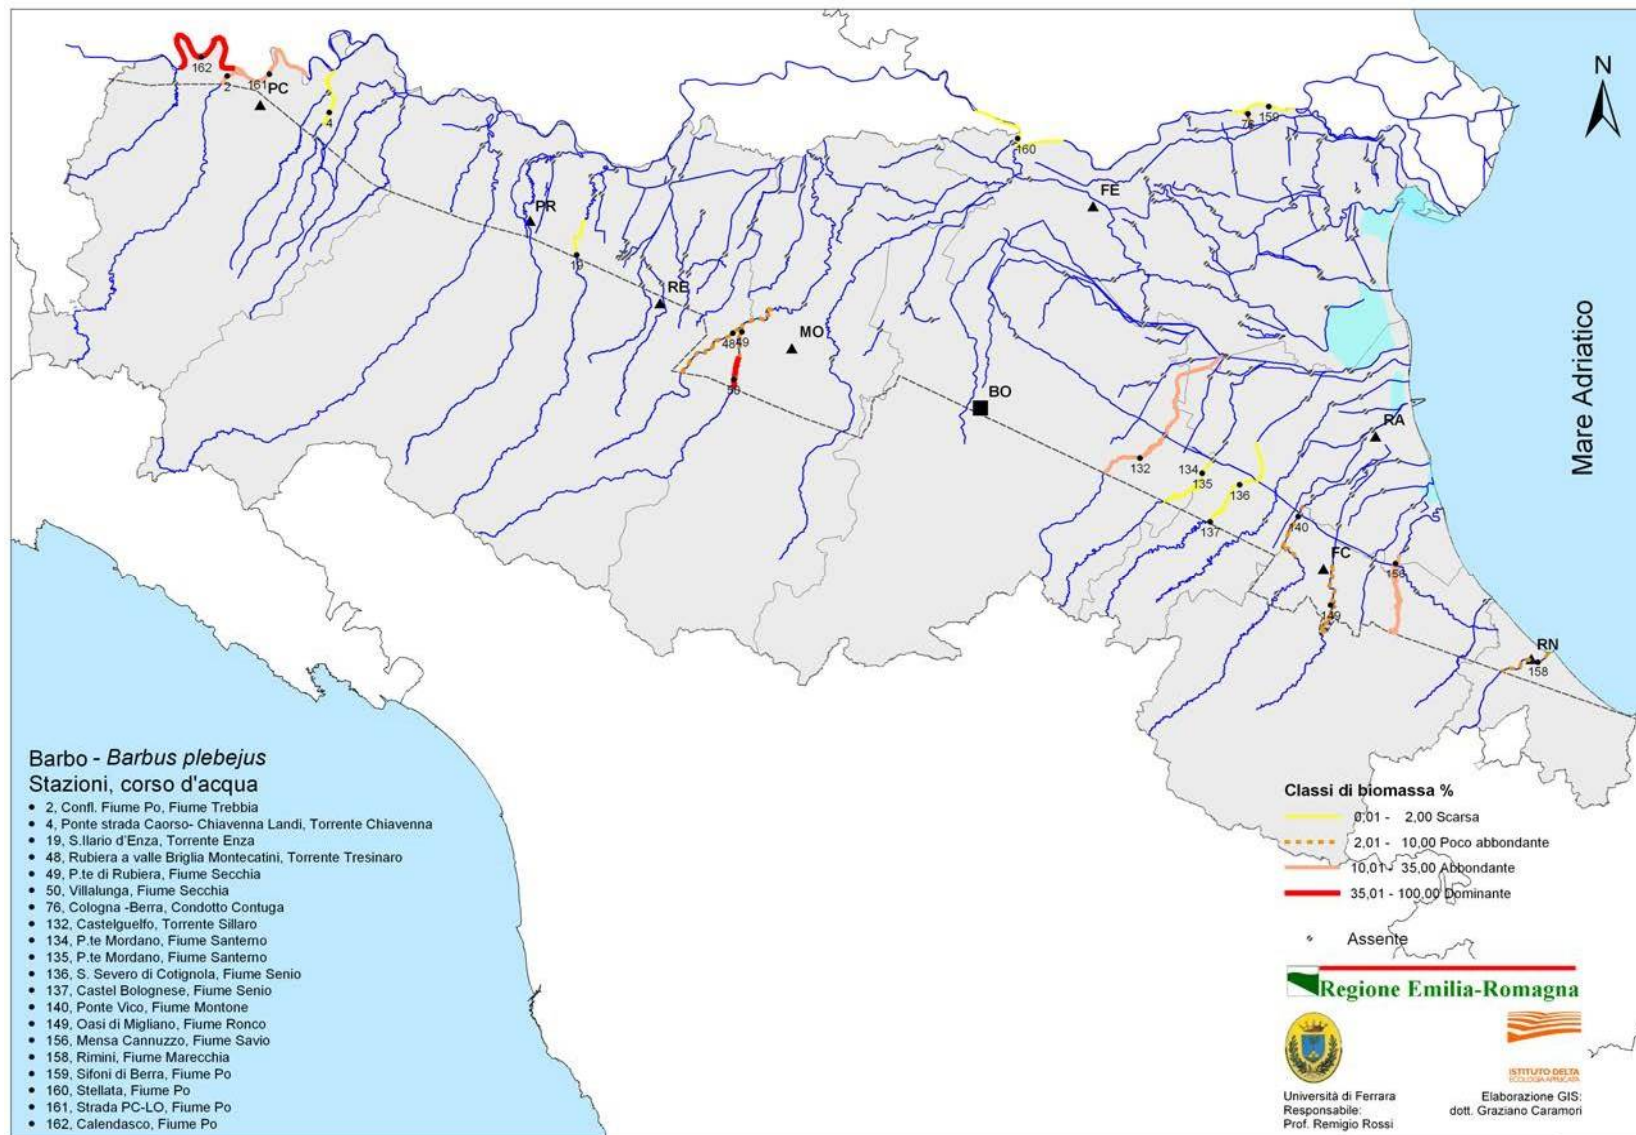 162
2
161
PC
4
N
76
159
160
FE
PR
19
RE
48
49
MO
50
BO
Mare Adriatico
RA
132
134
135
136
137
140
FC
156
149
RN
158
Barbo - Barbus plebejus
Stazioni, corso d'acqua
• 2, Confl. Fiume Po, Fiume Trebbia
• 4, Ponte strada Caorso- Chiavenna Landi, Torrente Chiavenna
• 19, S.Ilario d'Enza, Torrente Enza
• 48, Rubiera a valle Briglia Montecatini, Torrente Tresinaro
• 49, P.te di Rubiera, Fiume Secchia
• 50, Villalunga, Fiume Secchia
• 76, Cologna -Berra, Condotto Contuga
• 132, Castelguelfo, Torrente Sillaro
• 134, P.te Mordano, Fiume Santerno
• 135, P.te Mordano, Fiume Santerno
• 136, S. Severo di Cotignola, Fiume Senio
• 137, Castel Bolognese, Fiume Senio
• 140, Ponte Vico, Fiume Montone
• 149, Oasi di Migliano, Fiume Ronco
• 156, Mensa Cannuzzo, Fiume Savio
• 158, Rimini, Fiume Marecchia
• 159, Sifoni di Berra, Fiume Po
• 160, Stellata, Fiume Po
• 161, Strada PC-LO, Fiume Po
• 162, Calendasco, Fiume Po
Classi di biomassa %
0,01 - 2,00 Scarsa
2,01 - 10,00 Poco abbondante
10,01 - 35,00 Abbondante
35,01 - 100,00 Dominante
Assente
Regione Emilia-Romagna
ISTITUTO DELTA
ECOLOGIA APPLICATA
Università di Ferrara
Responsabile:
Prof. Remigio Rossi
Elaborazione GIS:
dott. Graziano Caramori